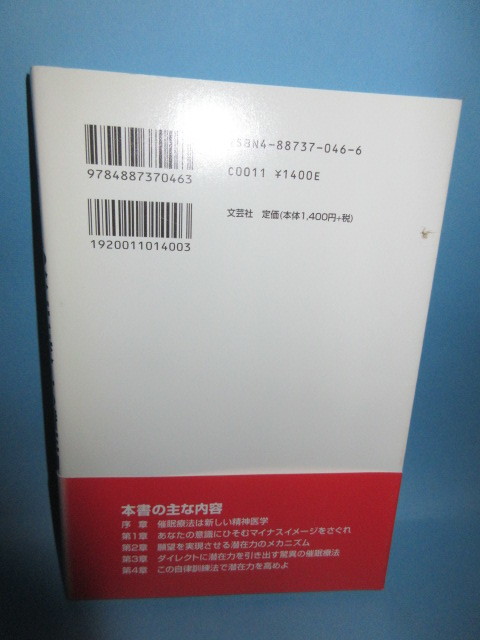 ISBN4-88737-046-6
9784887370463
C0011 ¥1400E
文芸社 定価(本体1,400円+税)
1920011014003
本書の主な内容
序 章 催眠療法は新しい精神医学
第1章 あなたの意識にひそむマイナスイメージをさぐれ
第2章 願望を実現させる潜在力のメカニズム
第3章 ダイレクトに潜在力を引き出す驚異の催眠療法
第4章 この自律訓練法で潜在力を高めよ